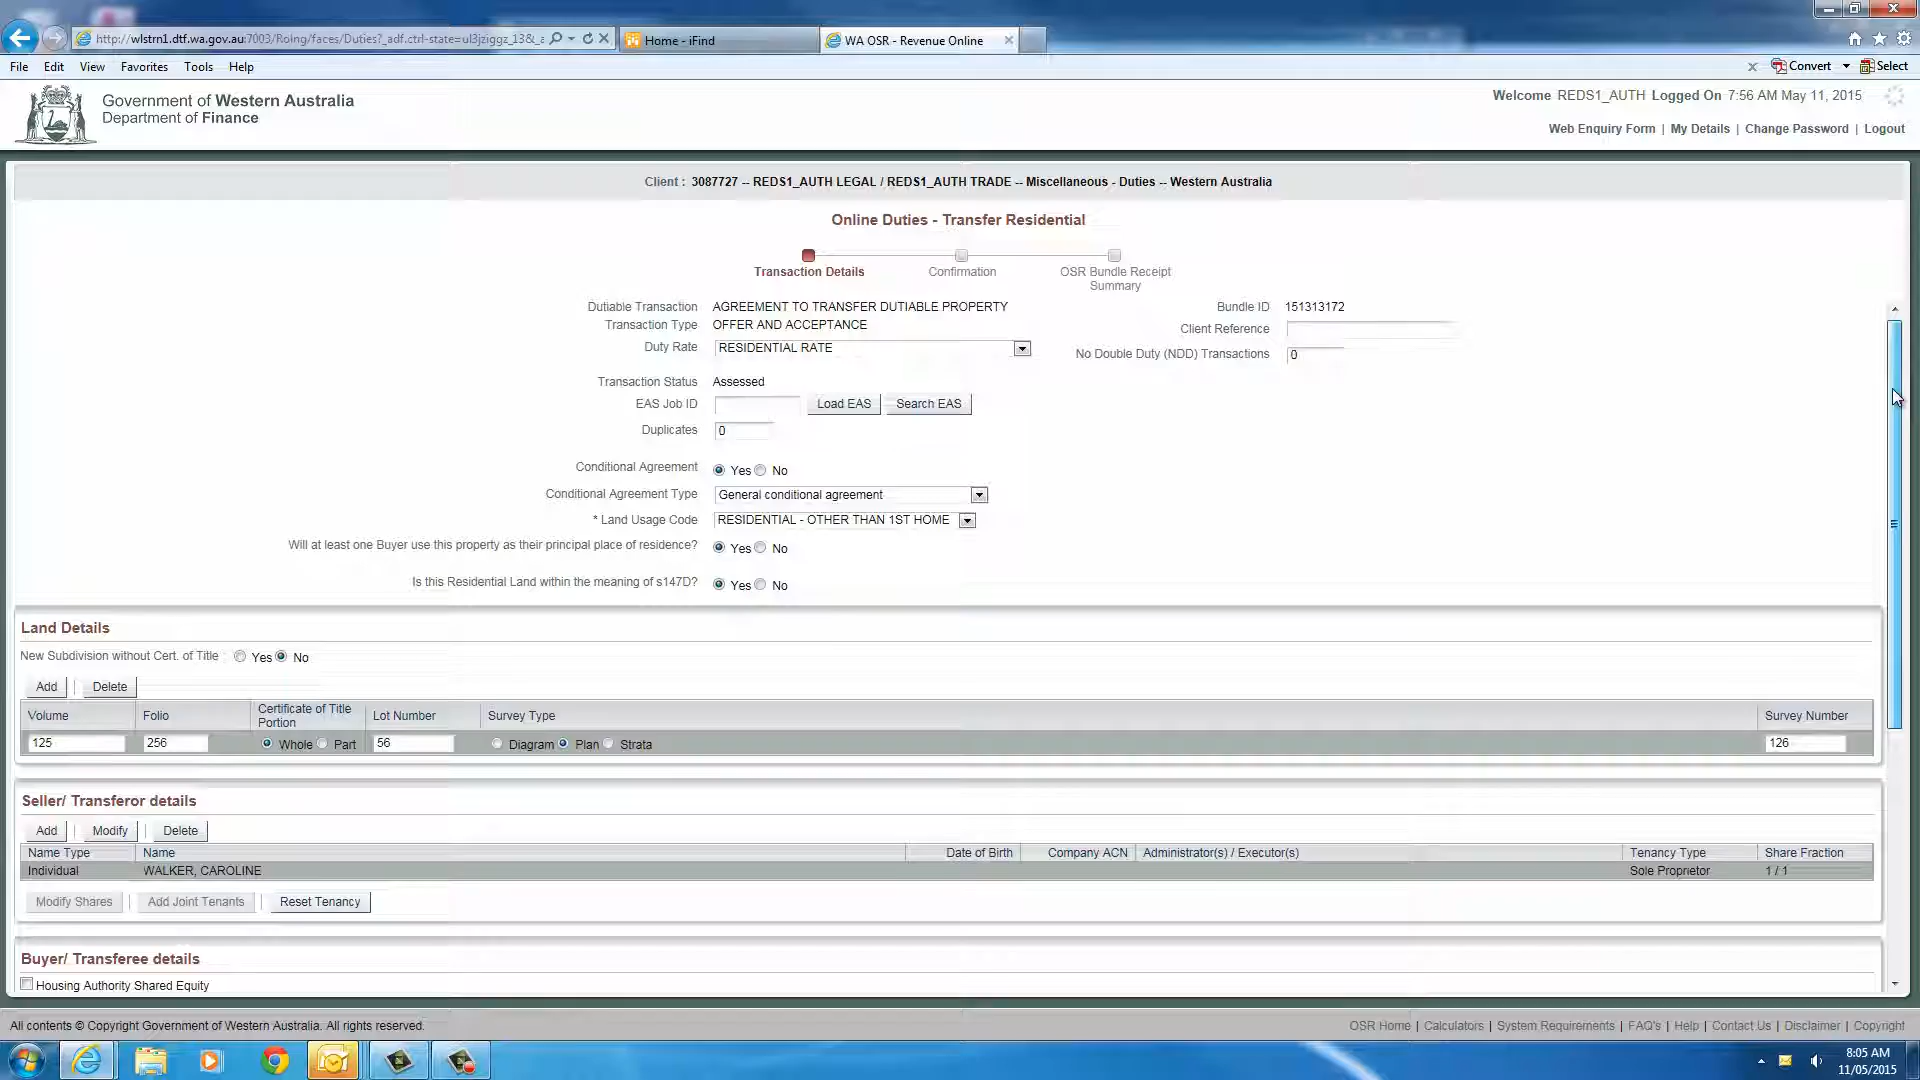 http://wlstrn1.dtf.wa.gov.au:7003/Rolng/faces/Duties?_adf.ctrl-state=ul3jziggz_13&_a
Home - iFind
WA OSR - Revenue Online
File Edit View Favorites Tools Help
Convert Select
Government of Western Australia
Department of Finance
Welcome REDS1_AUTH Logged On 7:56 AM May 11, 2015
Web Enquiry Form | My Details | Change Password | Logout
Client : 3087727 -- REDS1_AUTH LEGAL / REDS1_AUTH TRADE -- Miscellaneous - Duties -- Western Australia
Online Duties - Transfer Residential
Transaction Details Confirmation OSR Bundle Receipt
Summary
Dutiable Transaction AGREEMENT TO TRANSFER DUTIABLE PROPERTY Bundle ID 151313172
Transaction Type OFFER AND ACCEPTANCE Client Reference
Duty Rate RESIDENTIAL RATE No Double Duty (NDD) Transactions 0
Transaction Status Assessed
EAS Job ID Load EAS Search EAS
Duplicates 0
Conditional Agreement Yes No
Conditional Agreement Type General conditional agreement
* Land Usage Code RESIDENTIAL - OTHER THAN 1ST HOME
Will at least one Buyer use this property as their principal place of residence? Yes No
Is this Residential Land within the meaning of s147D? Yes No
Land Details
New Subdivision without Cert. of Title Yes No
Add | Delete
Volume Folio Certificate of Title Portion Lot Number Survey Type Survey Number
125 256 Whole Part 56 Diagram Plan Strata 126
Seller/ Transferor details
Add | Modify | Delete
Name Type Name Date of Birth Company ACN Administrator(s) / Executor(s) Tenancy Type Share Fraction
Individual WALKER, CAROLINE Sole Proprietor 1 / 1
Modify Shares | Add Joint Tenants | Reset Tenancy
Buyer/ Transferee details
Housing Authority Shared Equity
All contents © Copyright Government of Western Australia. All rights reserved. OSR Home | Calculators | System Requirements | FAQ's | Help | Contact Us | Disclaimer | Copyright
8:05 AM
11/05/2015